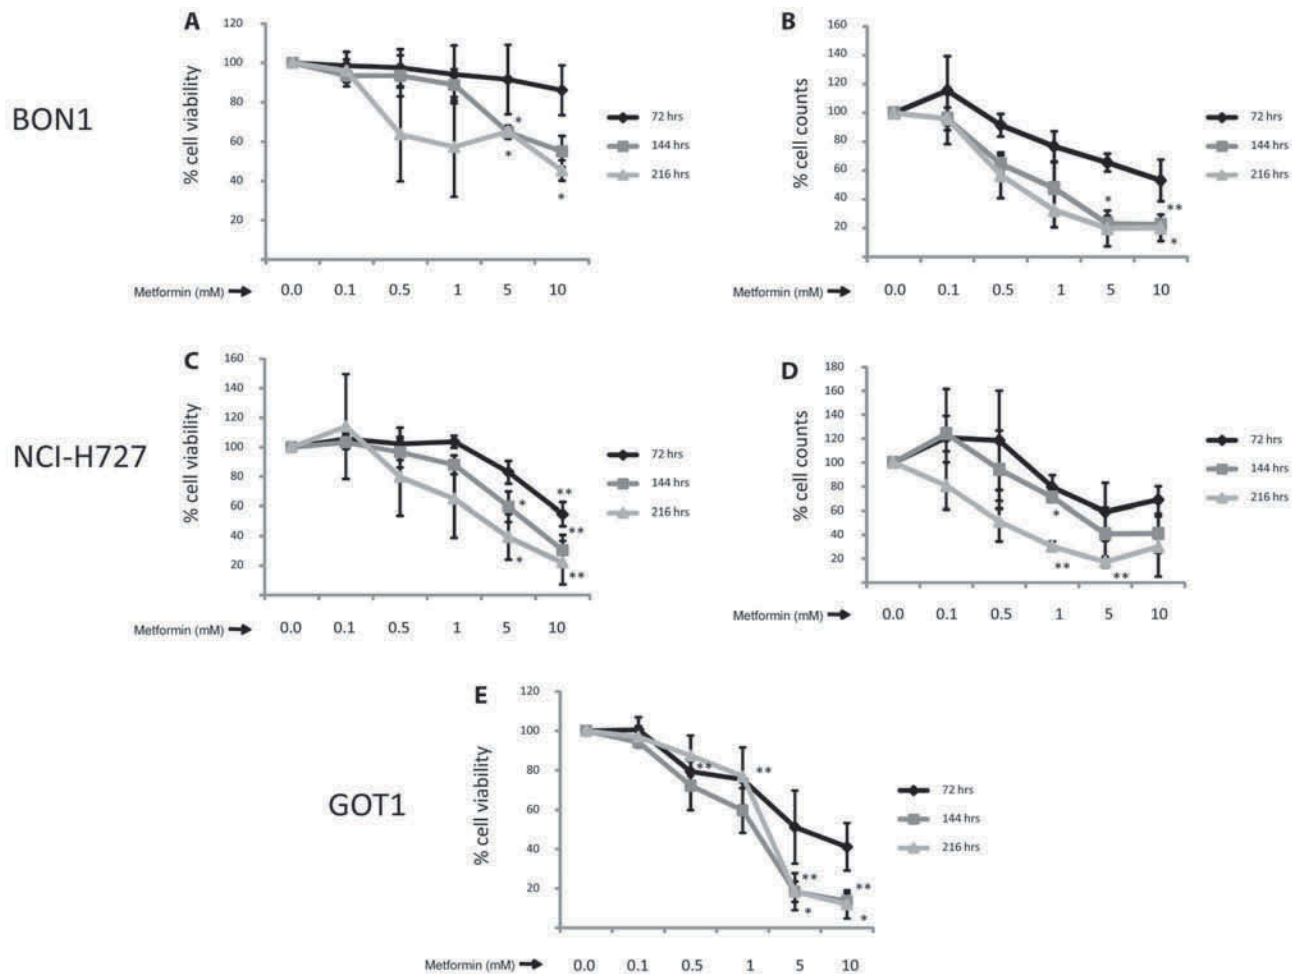 A
120
100
80
60
40
20
% cell viability
* * *
72 hrs
144 hrs
216 hrs
Metformin (mM)
0.0 0.1 0.5 1 5 10
BON1
B
160
140
120
100
80
60
40
20
% cell counts
* ** *
72 hrs
144 hrs
216 hrs
Metformin (mM)
0.0 0.1 0.5 1 5 10
NCI-H727
C
160
140
120
100
80
60
40
20
% cell viability
* * ** ** **
72 hrs
144 hrs
216 hrs
Metformin (mM)
0.0 0.1 0.5 1 5 10
D
180
160
140
120
100
80
60
40
20
% cell counts
* ** **
72 hrs
144 hrs
216 hrs
Metformin (mM)
0.0 0.1 0.5 1 5 10
GOT1
E
120
100
80
60
40
20
% cell viability
** ** ** * ** *
72 hrs
144 hrs
216 hrs
Metformin (mM)
0.0 0.1 0.5 1 5 10